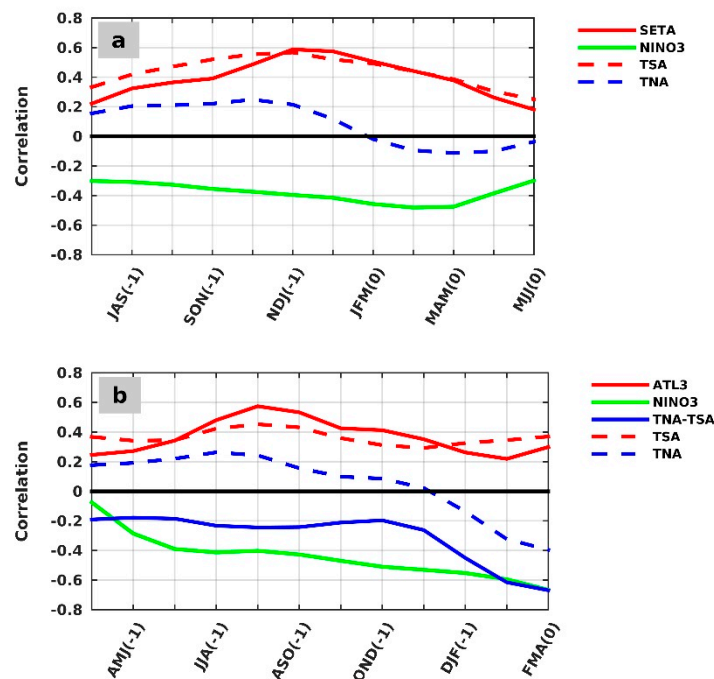 a
0.8
0.6
0.4
0.2
0
-0.2
-0.4
-0.6
-0.8
Correlation
JAS(-1)
SON(-1)
NDJ(-1)
JFM(0)
MAM(0)
MJJ(0)
SETA
NINO3
TSA
TNA
b
0.8
0.6
0.4
0.2
0
-0.2
-0.4
-0.6
-0.8
Correlation
AMJ(-1)
JJA(-1)
ASO(-1)
OND(-1)
DJF(-1)
FMA(0)
ATL3
NINO3
TNA-TSA
TSA
TNA